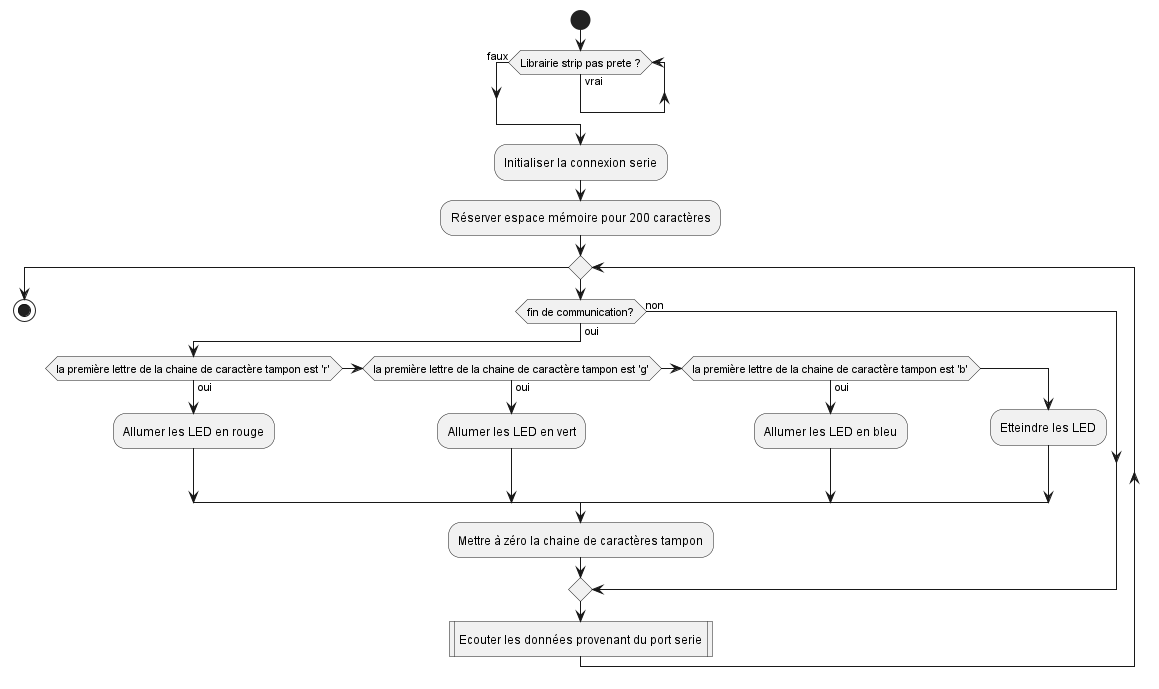 faux
Librairie strip pas prete ?
vrai
Initialiser la connexion serie
Réserver espace mémoire pour 200 caractères
fin de communication?
non
oui
la première lettre de la chaine de caractère tampon est 'r'
la première lettre de la chaine de caractère tampon est 'g'
la première lettre de la chaine de caractère tampon est 'b'
oui
oui
oui
Allumer les LED en rouge
Allumer les LED en vert
Allumer les LED en bleu
Etteindre les LED
Mettre à zéro la chaine de caractères tampon
Ecouter les données provenant du port serie